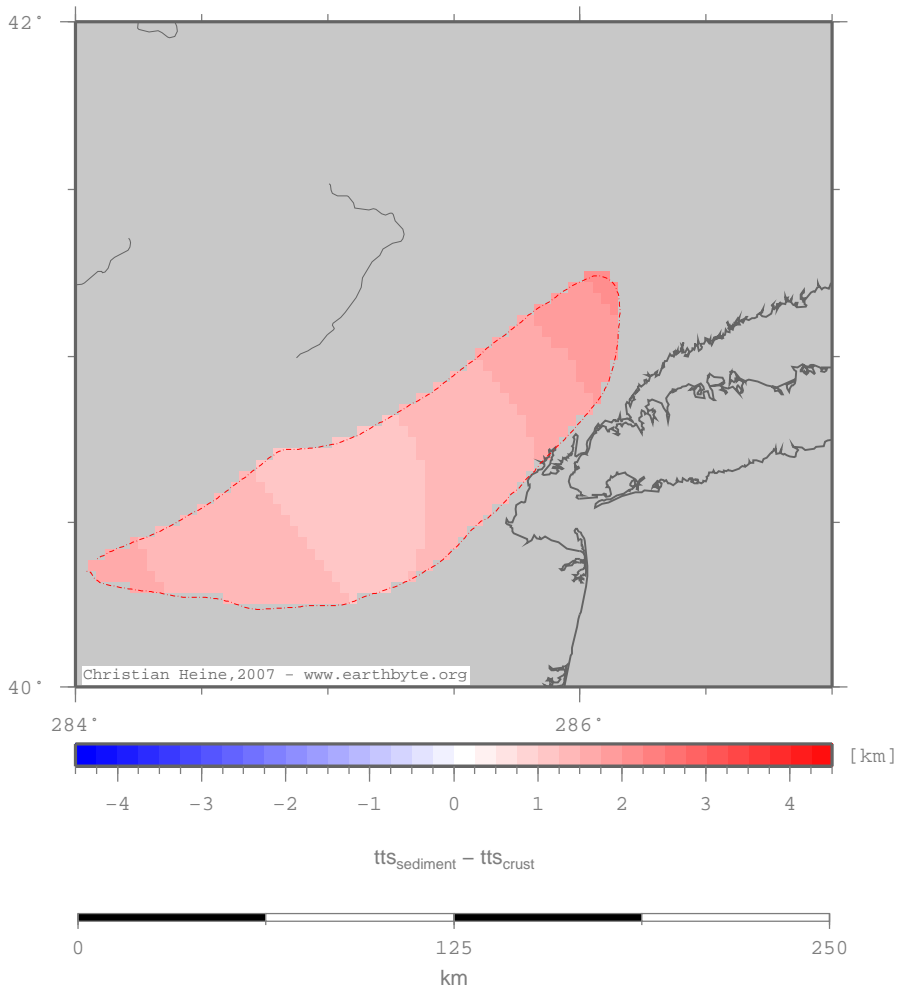 42°
Christian Heine,2007 - www.earthbyte.org
40°
284° 286°
[km]
−4 −3 −2 −1 0 1 2 3 4
tts_sediment − tts_crust
0 125 250
km